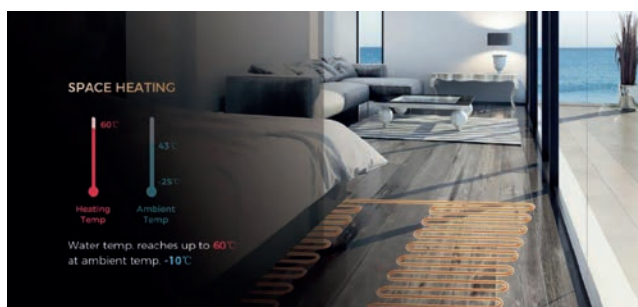 SPACE HEATING
60℃
43℃
-25℃
Heating Temp
Ambient Temp
Water temp. reaches up to 60℃
at ambient temp. -10℃